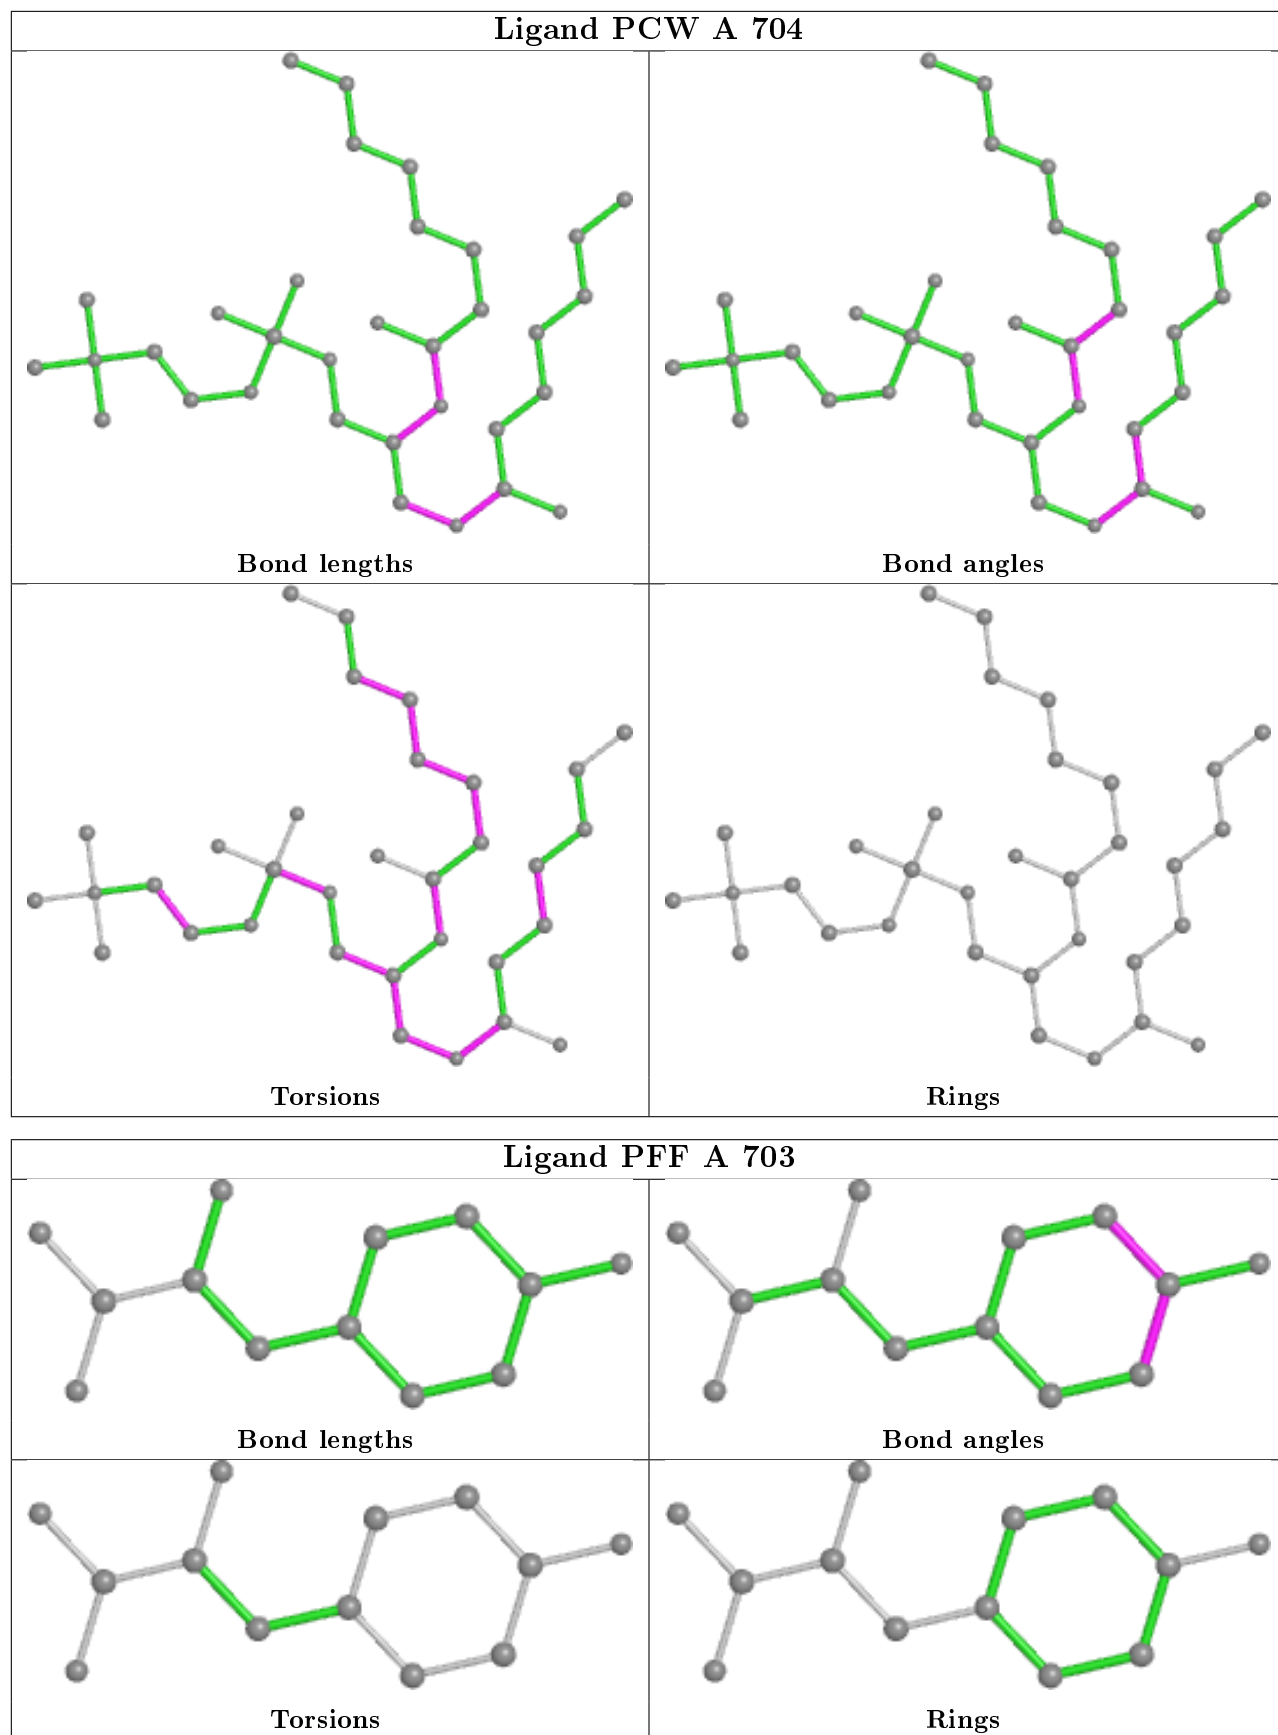 Ligand PCW A 704
Bond lengths
Bond angles
Torsions
Rings
Ligand PFF A 703
Bond lengths
Bond angles
Torsions
Rings